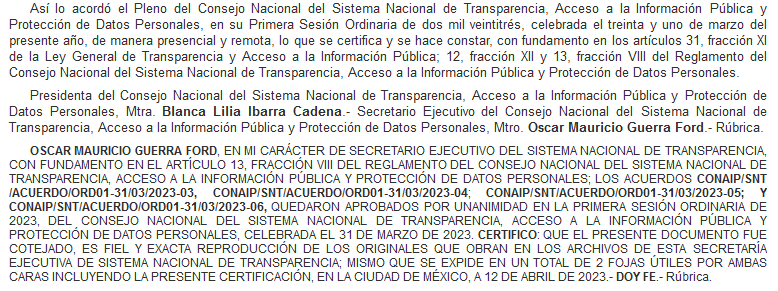 Así lo acordó el Pleno del Consejo Nacional del Sistema Nacional de Transparencia, Acceso a la Información Pública y
Protección de Datos Personales, en su Primera Sesión Ordinaria de dos mil veintitrés, celebrada el treinta y uno de marzo del
presente año, de manera presencial y remota, lo que se certifica y se hace constar, con fundamento en los artículos 31, fracción XI
de la Ley General de Transparencia y Acceso a la Información Pública; 12, fracción XII y 13, fracción VIII del Reglamento del
Consejo Nacional del Sistema Nacional de Transparencia, Acceso a la Información Pública y Protección de Datos Personales.
Presidenta del Consejo Nacional del Sistema Nacional de Transparencia, Acceso a la Información Pública y Protección de
Datos Personales, Mtra. Blanca Lilia Ibarra Cadena.- Secretario Ejecutivo del Consejo Nacional del Sistema Nacional de
Transparencia, Acceso a la Información Pública y Protección de Datos Personales, Mtro. Oscar Mauricio Guerra Ford.- Rúbrica.
OSCAR MAURICIO GUERRA FORD, EN MI CARÁCTER DE SECRETARIO EJECUTIVO DEL SISTEMA NACIONAL DE TRANSPARENCIA,
CON FUNDAMENTO EN EL ARTÍCULO 13, FRACCIÓN VIII DEL REGLAMENTO DEL CONSEJO NACIONAL DEL SISTEMA NACIONAL DE
TRANSPARENCIA, ACCESO A LA INFORMACIÓN PÚBLICA Y PROTECCIÓN DE DATOS PERSONALES; LOS ACUERDOS CONAIP/SNT
/ACUERDO/ORD01-31/03/2023-03, CONAIP/SNT/ACUERDO/ORD01-31/03/2023-04; CONAIP/SNT/ACUERDO/ORD01-31/03/2023-05; Y
CONAIP/SNT/ACUERDO/ORD01-31/03/2023-06, QUEDARON APROBADOS POR UNANIMIDAD EN LA PRIMERA SESIÓN ORDINARIA DE
2023, DEL CONSEJO NACIONAL DEL SISTEMA NACIONAL DE TRANSPARENCIA, ACCESO A LA INFORMACIÓN PÚBLICA Y
PROTECCIÓN DE DATOS PERSONALES, CELEBRADA EL 31 DE MARZO DE 2023. CERTIFICO: QUE EL PRESENTE DOCUMENTO FUE
COTEJADO, ES FIEL Y EXACTA REPRODUCCIÓN DE LOS ORIGINALES QUE OBRAN EN LOS ARCHIVOS DE ESTA SECRETARÍA
EJECUTIVA DE SISTEMA NACIONAL DE TRANSPARENCIA; MISMO QUE SE EXPIDE EN UN TOTAL DE 2 FOJAS ÚTILES POR AMBAS
CARAS INCLUYENDO LA PRESENTE CERTIFICACIÓN, EN LA CIUDAD DE MÉXICO, A 12 DE ABRIL DE 2023.- DOY FE.- Rúbrica.